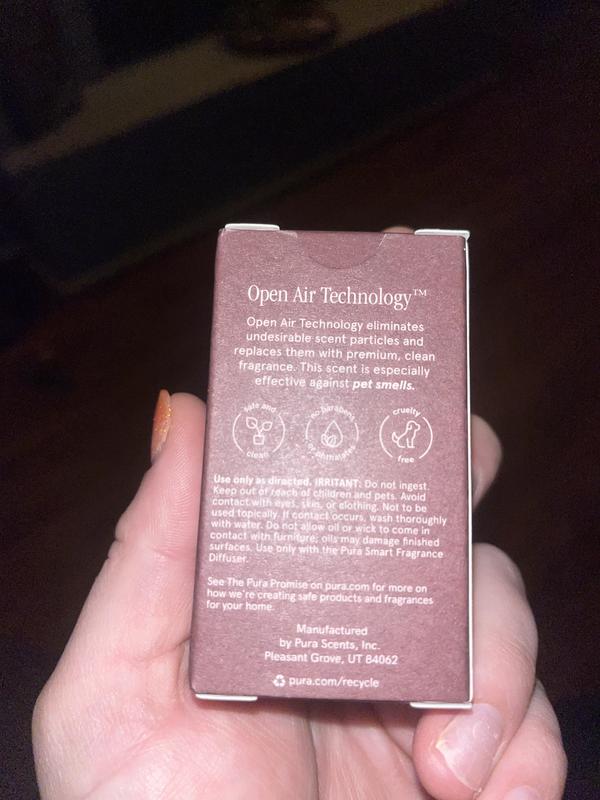 Open Air Technology™
Open Air Technology eliminates
undesirable scent particles and
replaces them with premium, clean
fragrance. This scent is especially
effective against pet smells.
safe and
clean
no parabens
or phthalates
cruelty
free
Use only as directed. IRRITANT: Do not ingest.
Keep out of reach of children and pets. Avoid
contact with eyes, skin, or clothing. Not to be
used topically. If contact occurs, wash thoroughly
with water. Do not allow oil or wick to come in
contact with furniture; oils may damage finished
surfaces. Use only with the Pura Smart Fragrance
Diffuser.
See The Pura Promise on pura.com for more on
how we're creating safe products and fragrances
for your home.
Manufactured
by Pura Scents, Inc.
Pleasant Grove, UT 84062
pura.com/recycle